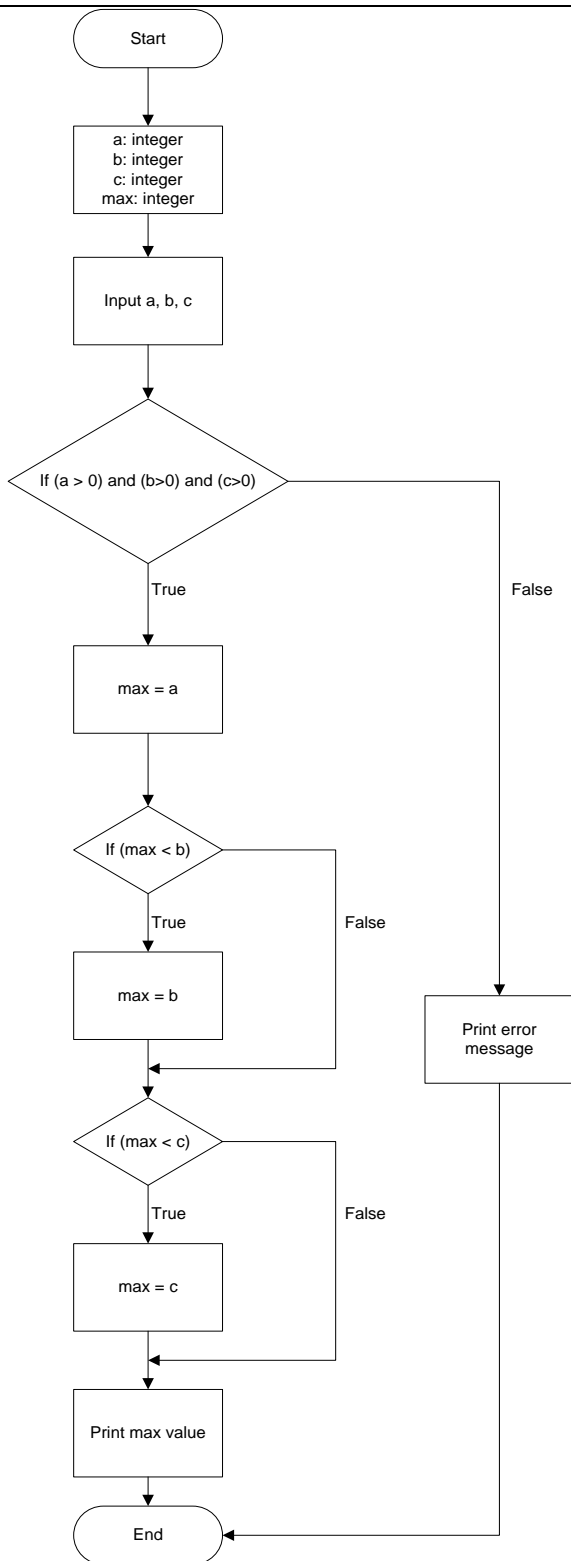 Start
a: integer
b: integer
c: integer
max: integer
Input a, b, c
If (a > 0) and (b>0) and (c>0)
True
False
max = a
If (max < b)
True
False
max = b
Print error
message
If (max < c)
True
False
max = c
Print max value
End